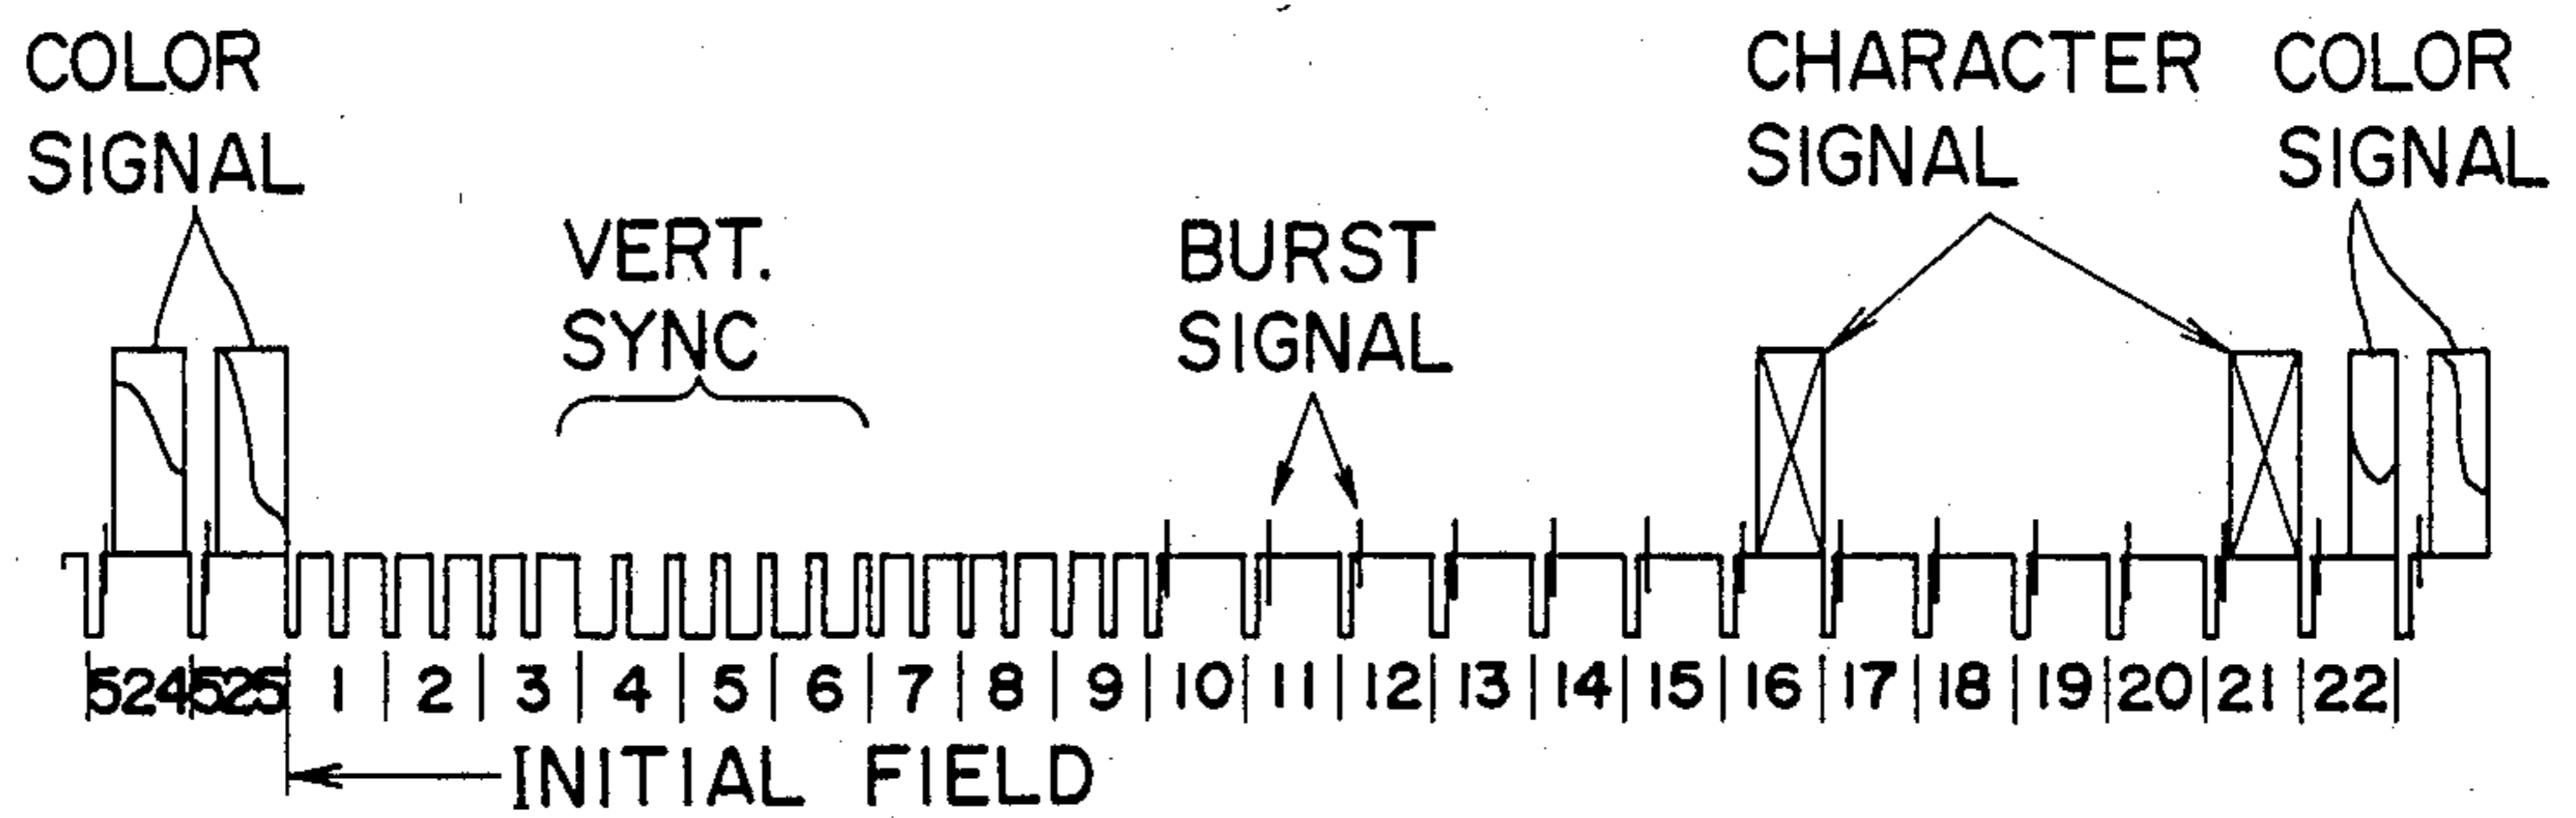 COLOR
SIGNAL
VERT.
SYNC
BURST
SIGNAL
CHARACTER
SIGNAL
COLOR
SIGNAL
524 525 1 2 3 4 5 6 7 8 9 10 11 12 13 14 15 16 17 18 19 20 21 22
INITIAL FIELD